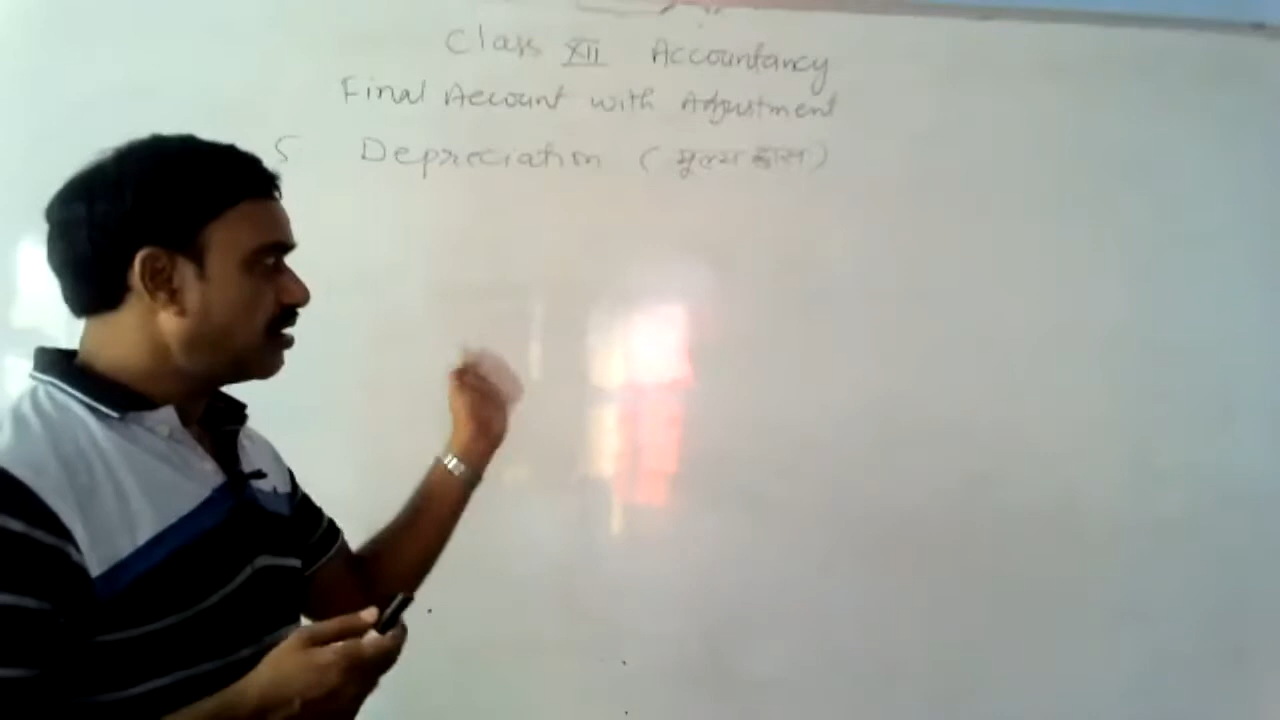 Class XII Accountancy
Final Account with Adjustment
5 Depreciation (मूल्य ह्रास)